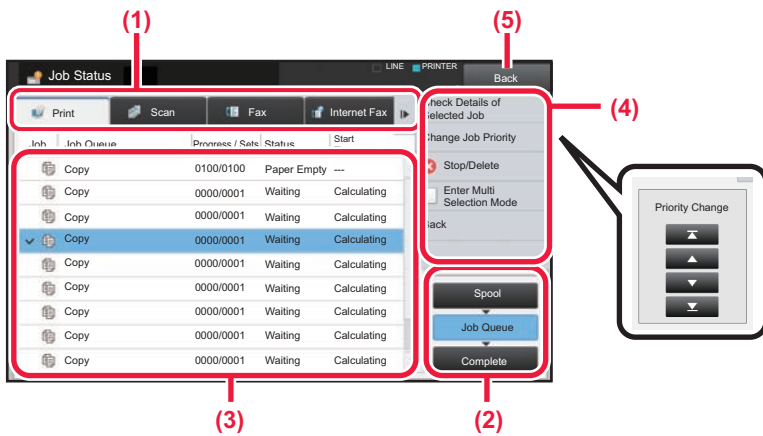 (1)
(5)
LINE
PRINTER
Job Status
Back
Print
Scan
Fax
Internet Fax
Check Details of
Selected Job
(4)
Job
Job Queue
Progress / Sets
Status
Start
Change Job Priority
Copy 0100/0100 Paper Empty ---
Stop/Delete
Copy 0000/0001 Waiting Calculating
Enter Multi
Selection Mode
Copy 0000/0001 Waiting Calculating
Back
Copy 0000/0001 Waiting Calculating
Copy 0000/0001 Waiting Calculating
Copy 0000/0001 Waiting Calculating
Copy 0000/0001 Waiting Calculating
Copy 0000/0001 Waiting Calculating
Copy 0000/0001 Waiting Calculating
Priority Change
Spool
Job Queue
Complete
(3)
(2)